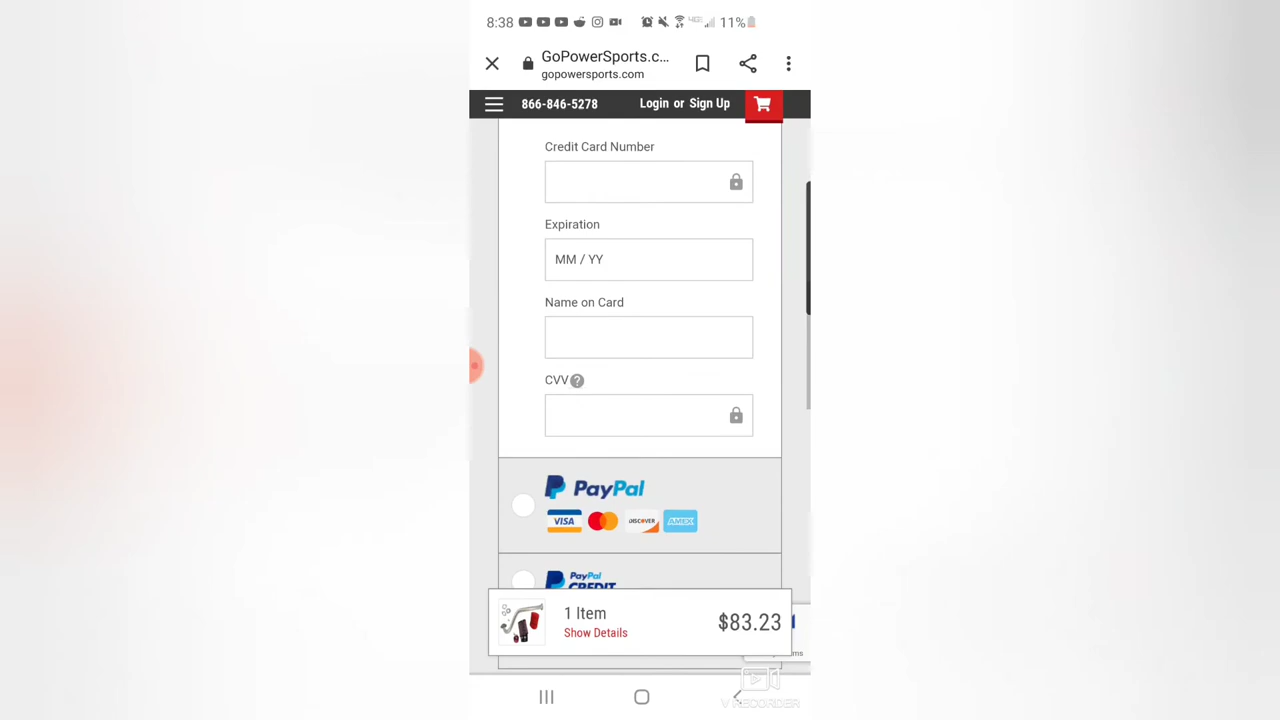 8:38 11%
GoPowerSports.c...
gopowersports.com
866-846-5278 Login or Sign Up
Credit Card Number
Expiration
MM / YY
Name on Card
CVV ?
PayPal
VISA DISCOVER AMEX
PayPal
CREDIT
1 Item
Show Details
$83.23
V RECORDER